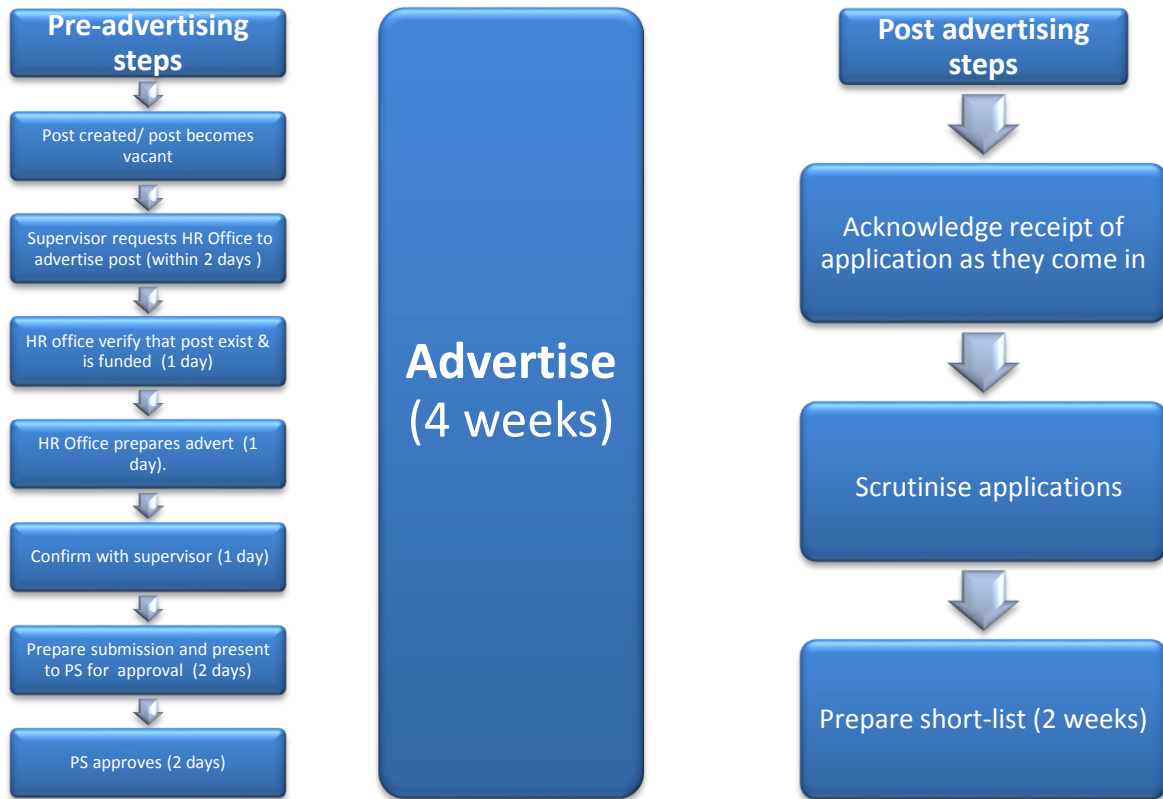 Pre-advertising
steps
Post created/ post becomes
vacant
Supervisor requests HR Office to
advertise post (within 2 days )
HR office verify that post exist &
is funded  (1 day)
HR Office prepares advert  (1
day).
Confirm with supervisor (1 day)
Prepare submission and present
to PS for  approval  (2 days)
PS approves (2 days)
Advertise
(4 weeks)
Post advertising
steps
Acknowledge receipt of
application as they come in
Scrutinise applications
Prepare short-list (2 weeks)